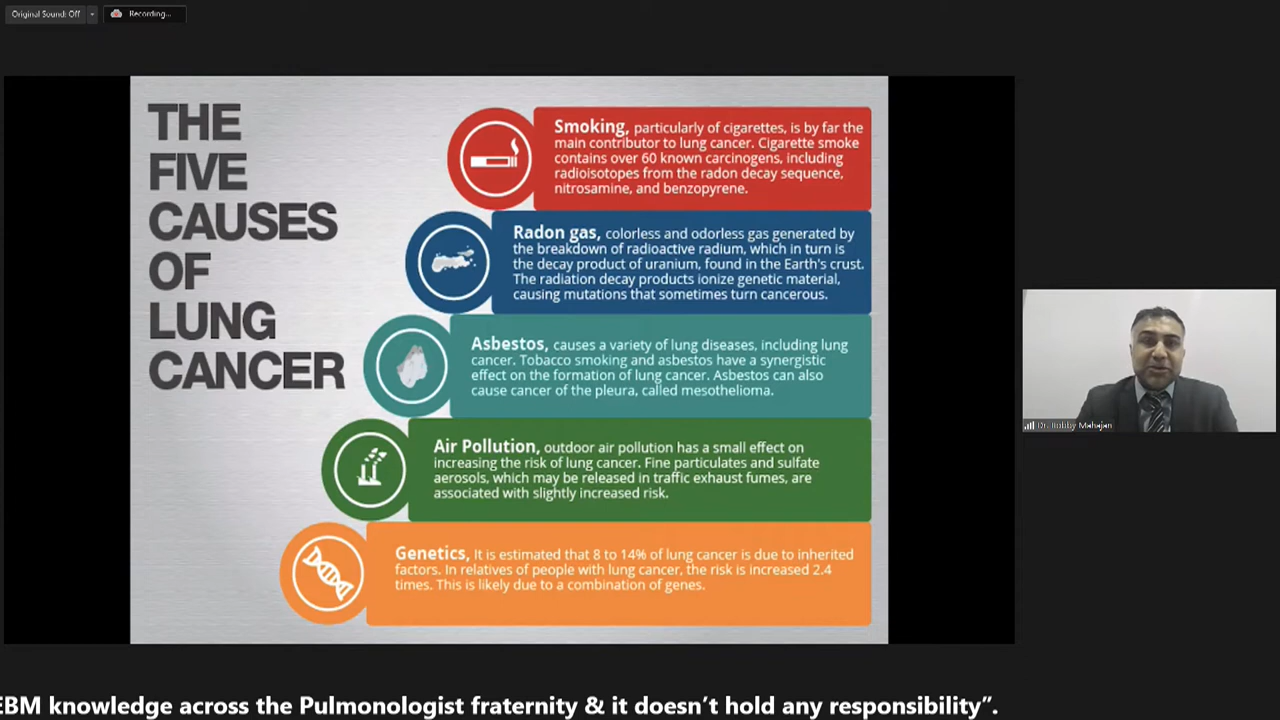 Original Sound: Off
Recording...
THE
FIVE
CAUSES
OF
LUNG
CANCER
Smoking, particularly of cigarettes, is by far the
main contributor to lung cancer. Cigarette smoke
contains over 60 known carcinogens, including
radioisotopes from the radon decay sequence,
nitrosamine, and benzopyrene.
Radon gas, colorless and odorless gas generated by
the breakdown of radioactive radium, which in turn is
the decay product of uranium, found in the Earth's crust.
The radiation decay products ionize genetic material,
causing mutations that sometimes turn cancerous.
Asbestos, causes a variety of lung diseases, including lung
cancer. Tobacco smoking and asbestos have a synergistic
effect on the formation of lung cancer. Asbestos can also
cause cancer of the pleura, called mesothelioma.
Air Pollution, outdoor air pollution has a small effect on
increasing the risk of lung cancer. Fine particulates and sulfate
aerosols, which may be released in traffic exhaust fumes, are
associated with slightly increased risk.
Genetics, It is estimated that 8 to 14% of lung cancer is due to inherited
factors. In relatives of people with lung cancer, the risk is increased 2.4
times. This is likely due to a combination of genes.
Dr. Bobby Mahajan
EBM knowledge across the Pulmonologist fraternity & it doesn’t hold any responsibility”.